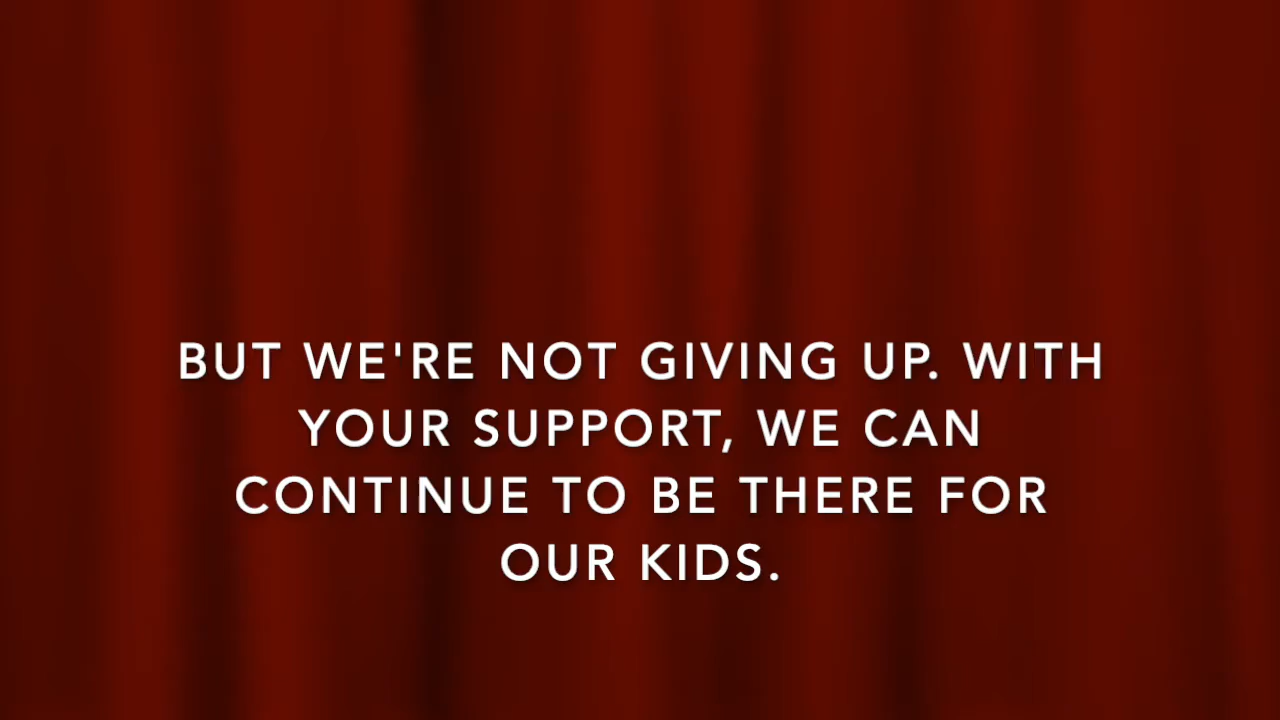 BUT WE'RE NOT GIVING UP. WITH
YOUR SUPPORT, WE CAN
CONTINUE TO BE THERE FOR
OUR KIDS.